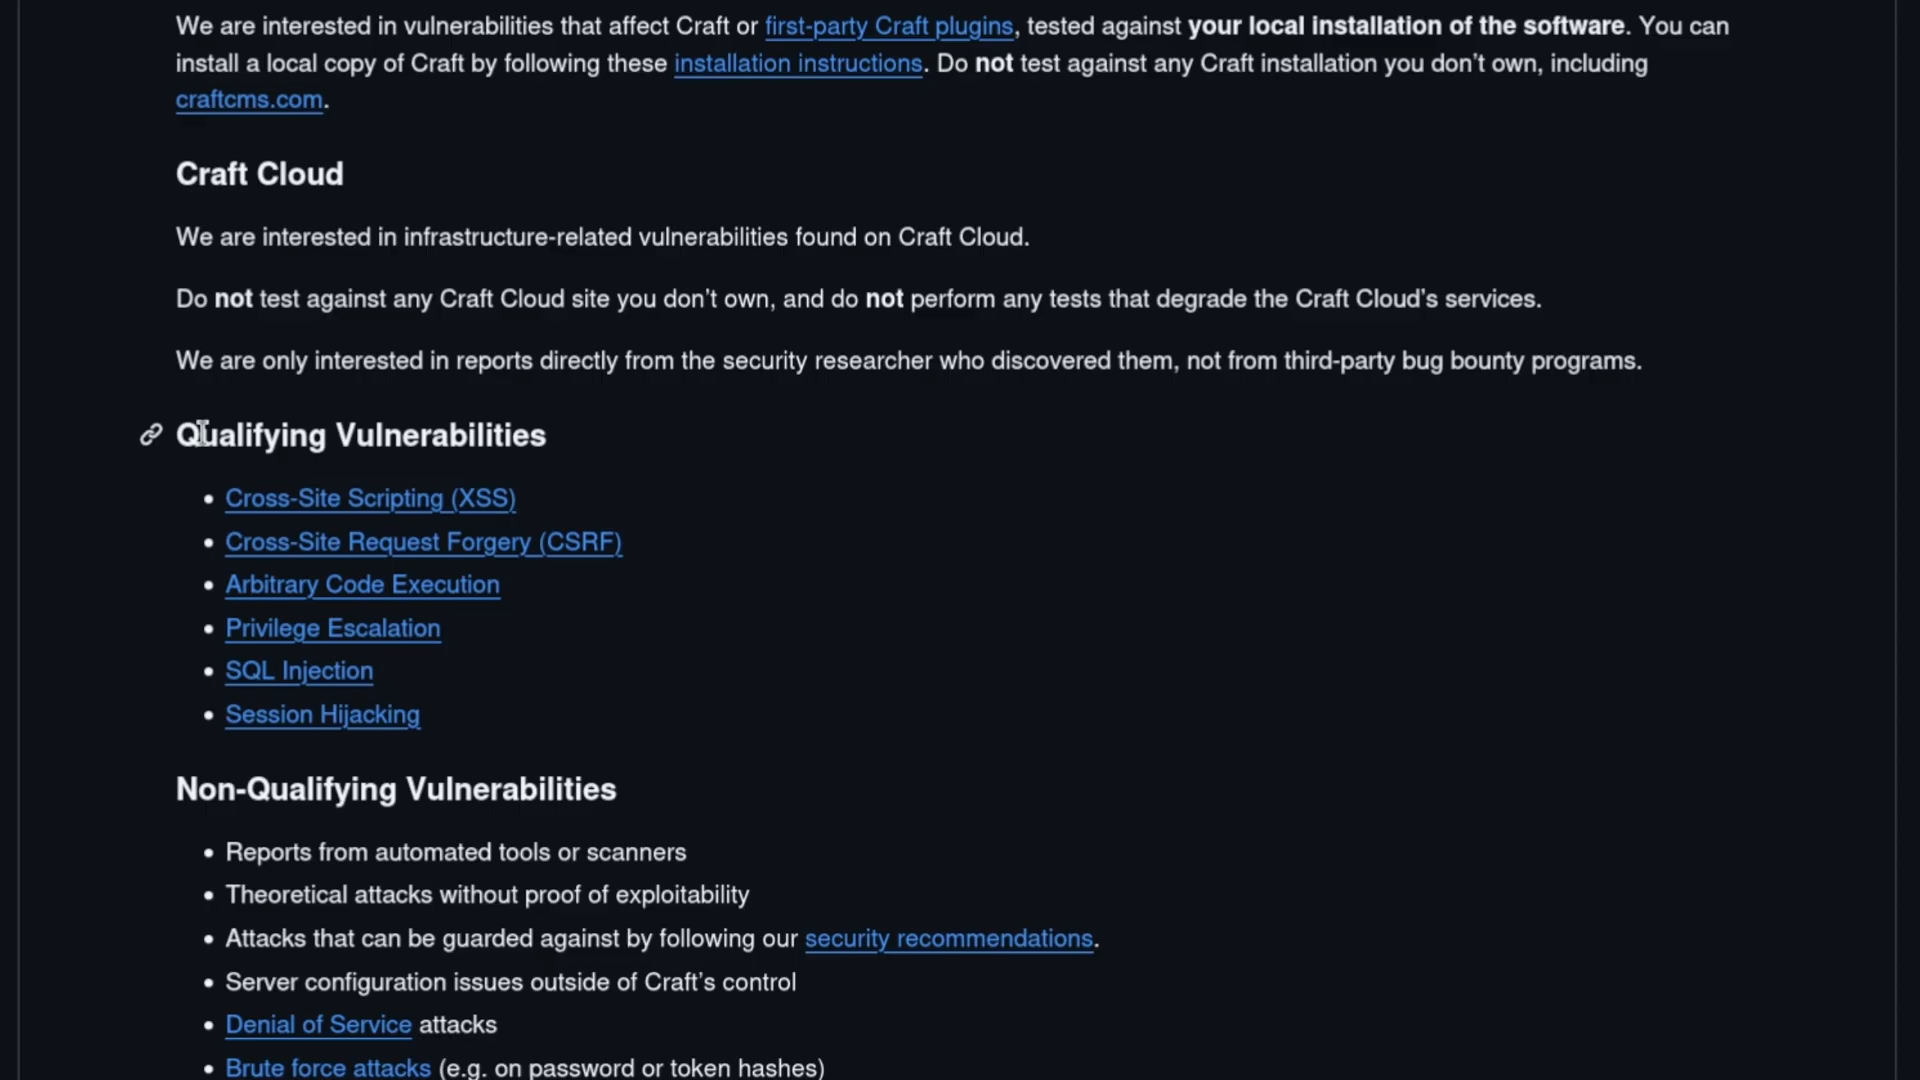 We are interested in vulnerabilities that affect Craft or first-party Craft plugins, tested against your local installation of the software. You can
install a local copy of Craft by following these installation instructions. Do not test against any Craft installation you don’t own, including
craftcms.com.
Craft Cloud
We are interested in infrastructure-related vulnerabilities found on Craft Cloud.
Do not test against any Craft Cloud site you don’t own, and do not perform any tests that degrade the Craft Cloud’s services.
We are only interested in reports directly from the security researcher who discovered them, not from third-party bug bounty programs.
Qualifying Vulnerabilities
• Cross-Site Scripting (XSS)
• Cross-Site Request Forgery (CSRF)
• Arbitrary Code Execution
• Privilege Escalation
• SQL Injection
• Session Hijacking
Non-Qualifying Vulnerabilities
• Reports from automated tools or scanners
• Theoretical attacks without proof of exploitability
• Attacks that can be guarded against by following our security recommendations.
• Server configuration issues outside of Craft’s control
• Denial of Service attacks
• Brute force attacks (e.g. on password or token hashes)